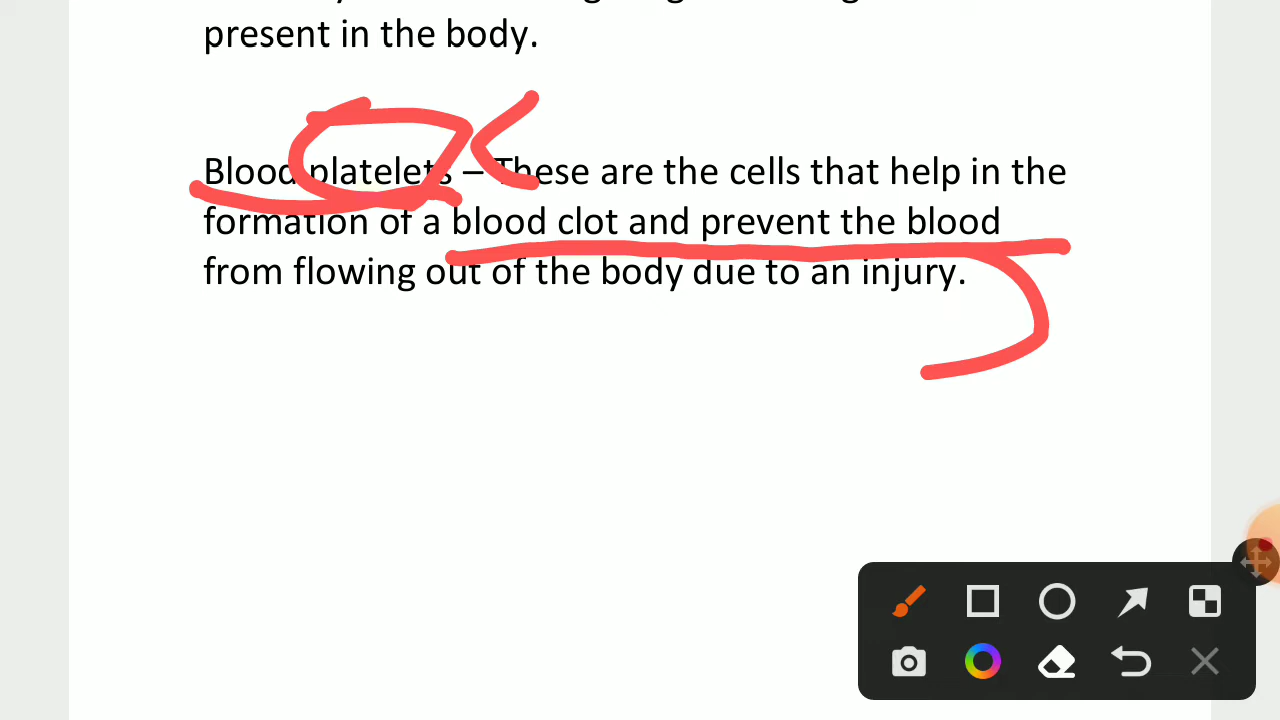 present in the body.
Blood platelets – These are the cells that help in the
formation of a blood clot and prevent the blood
from flowing out of the body due to an injury.